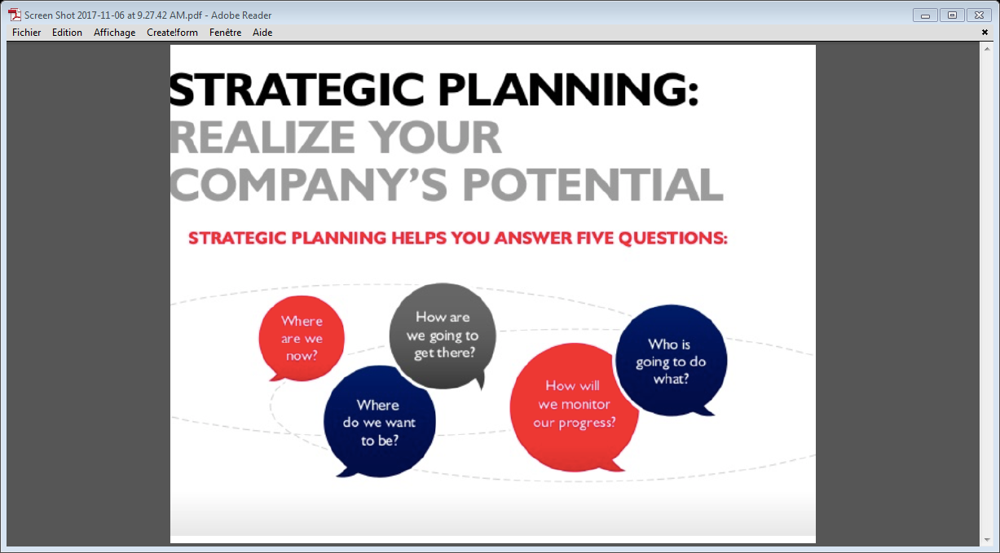 Screen Shot 2017-11-06 at 9.27.42 AM.pdf - Adobe Reader
Fichier Edition Affichage Create!form Fenêtre Aide
STRATEGIC PLANNING:
REALIZE YOUR
COMPANY'S POTENTIAL
STRATEGIC PLANNING HELPS YOU ANSWER FIVE QUESTIONS:
Where
are we
now?
Where
do we want
to be?
How are
we going to
get there?
How will
we monitor
our progress?
Who is
going to do
what?